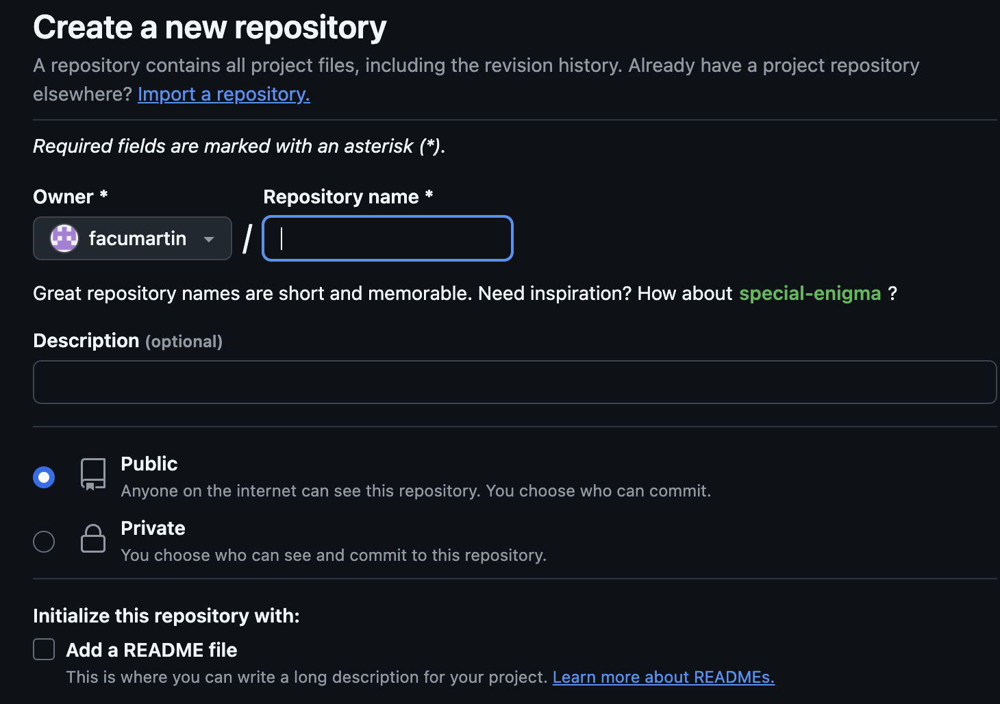 Create a new repository
A repository contains all project files, including the revision history. Already have a project repository
elsewhere? Import a repository.
Required fields are marked with an asterisk (*).
Owner * Repository name *
facumartin /
Great repository names are short and memorable. Need inspiration? How about special-enigma ?
Description (optional)
Public
Anyone on the internet can see this repository. You choose who can commit.
Private
You choose who can see and commit to this repository.
Initialize this repository with:
Add a README file
This is where you can write a long description for your project. Learn more about READMEs.